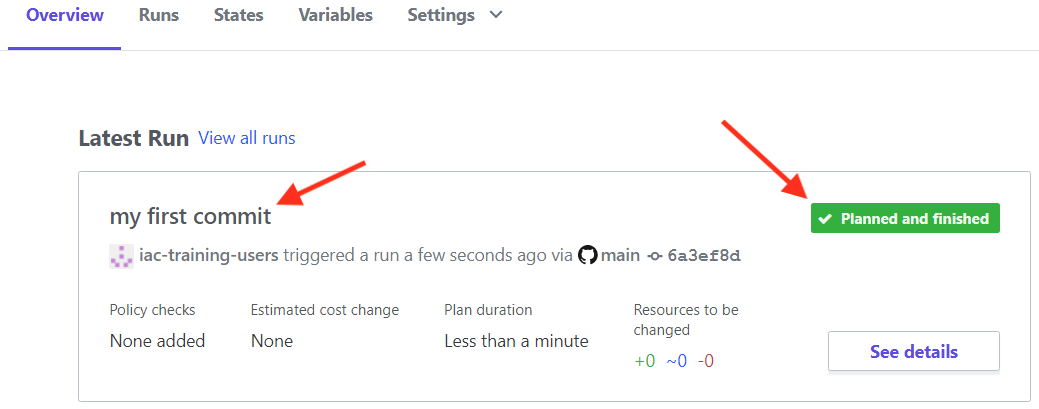 Overview Runs States Variables Settings
Latest Run View all runs
my first commit
Planned and finished
iac-training-users triggered a run a few seconds ago via main 6a3ef8d
Policy checks Estimated cost change Plan duration Resources to be
changed
None added None Less than a minute
+0 ~0 -0
See details